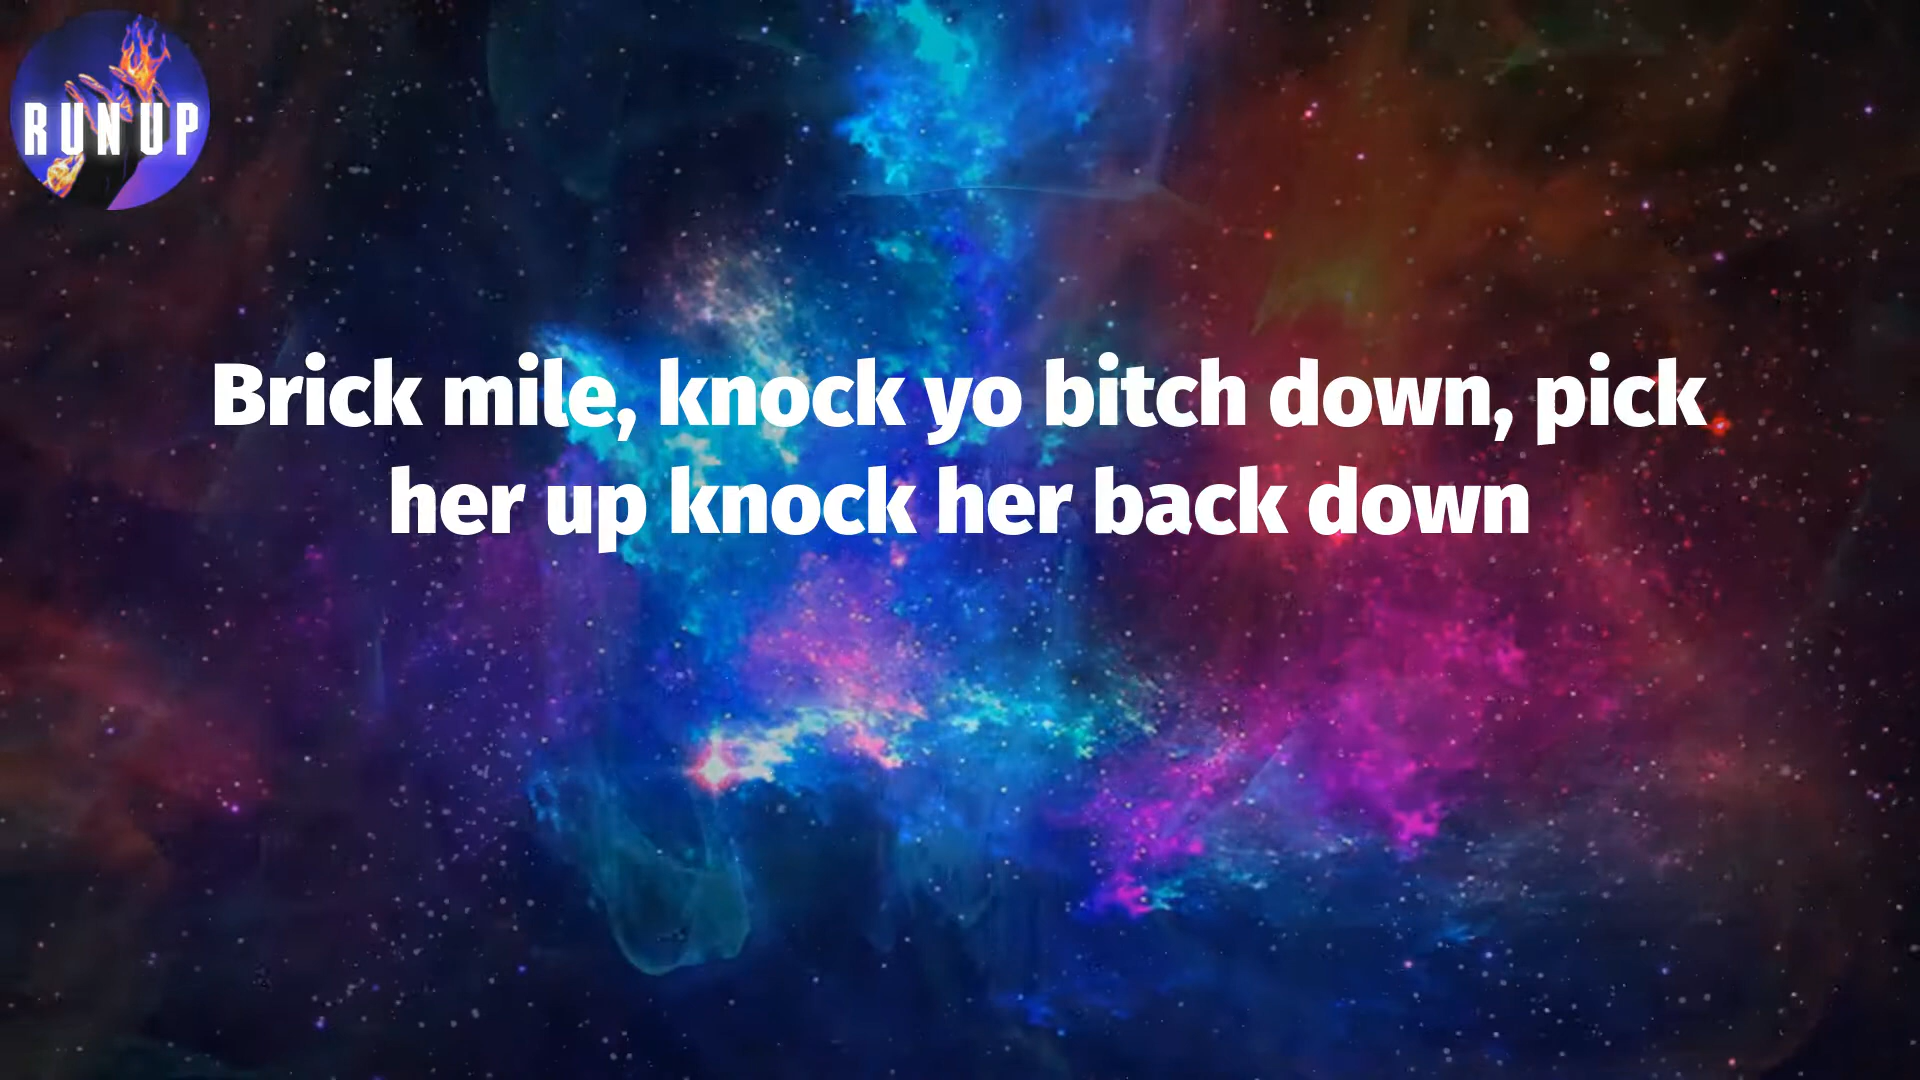 RUN UP
Brick mile, knock yo bitch down, pick
her up knock her back down